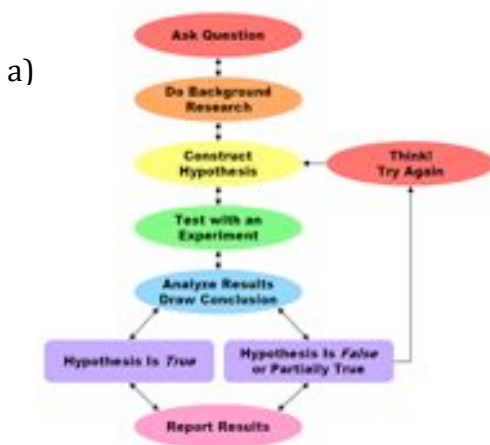 a)
Ask Question
Do Background
Research
Construct
Hypothesis
Think!
Try Again
Test with an
Experiment
Analyze Results
Draw Conclusion
Hypothesis Is True
Hypothesis Is False
or Partially True
Report Results